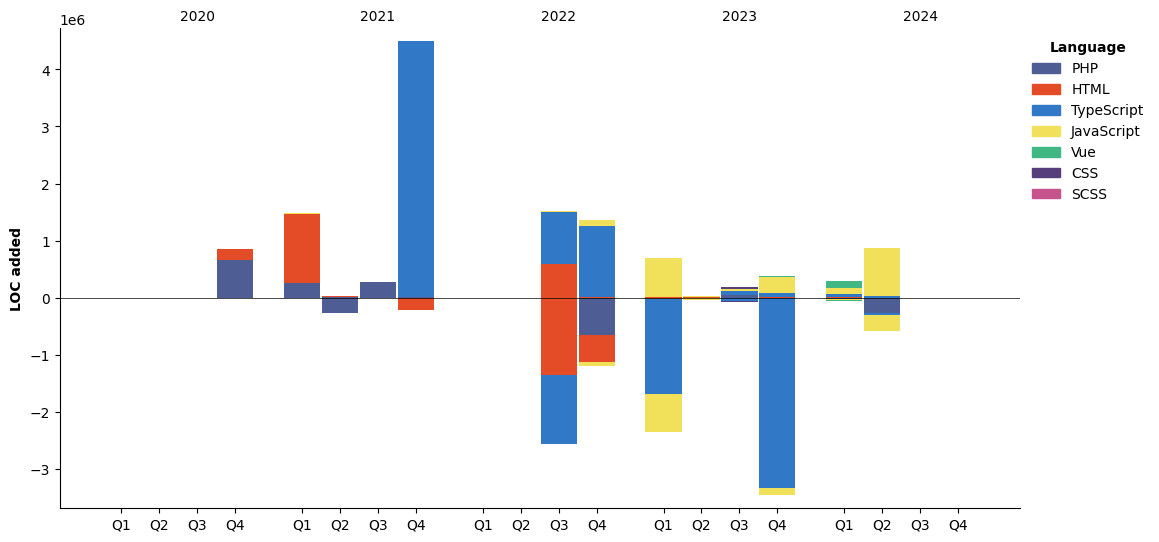 1e6
2020 2021 2022 2023 2024
Language
PHP
HTML
TypeScript
JavaScript
Vue
CSS
SCSS
LOC added
4
3
2
1
0
−1
−2
−3
Q1 Q2 Q3 Q4 Q1 Q2 Q3 Q4 Q1 Q2 Q3 Q4 Q1 Q2 Q3 Q4 Q1 Q2 Q3 Q4